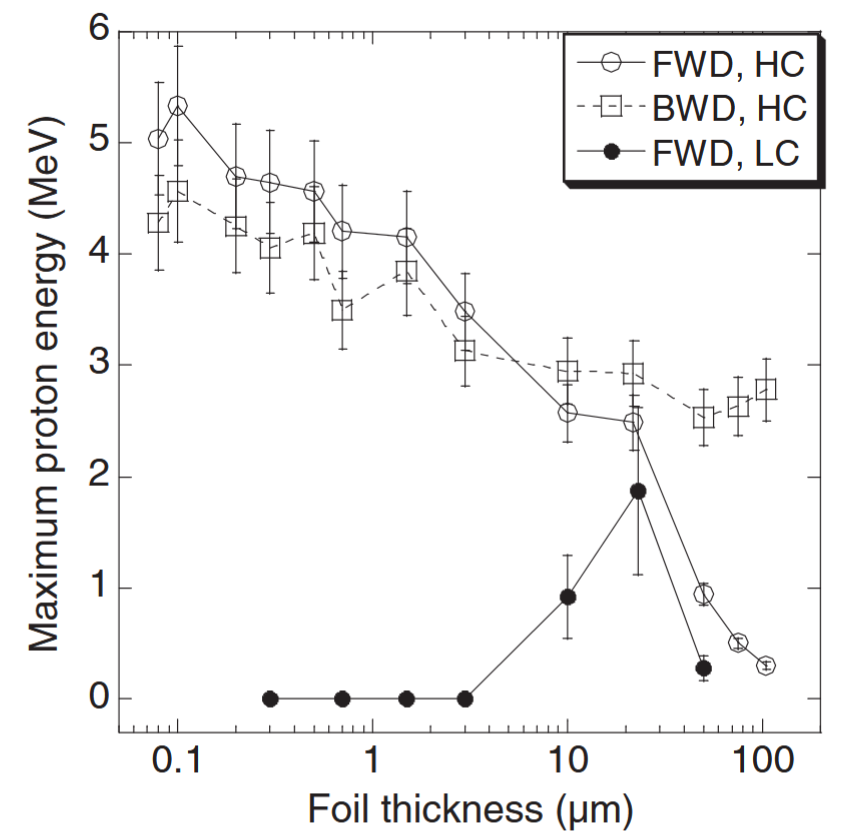 6
5
4
3
2
1
0
Maximum proton energy (MeV)
FWD, HC
BWD, HC
FWD, LC
0.1 1 10 100
Foil thickness (μm)